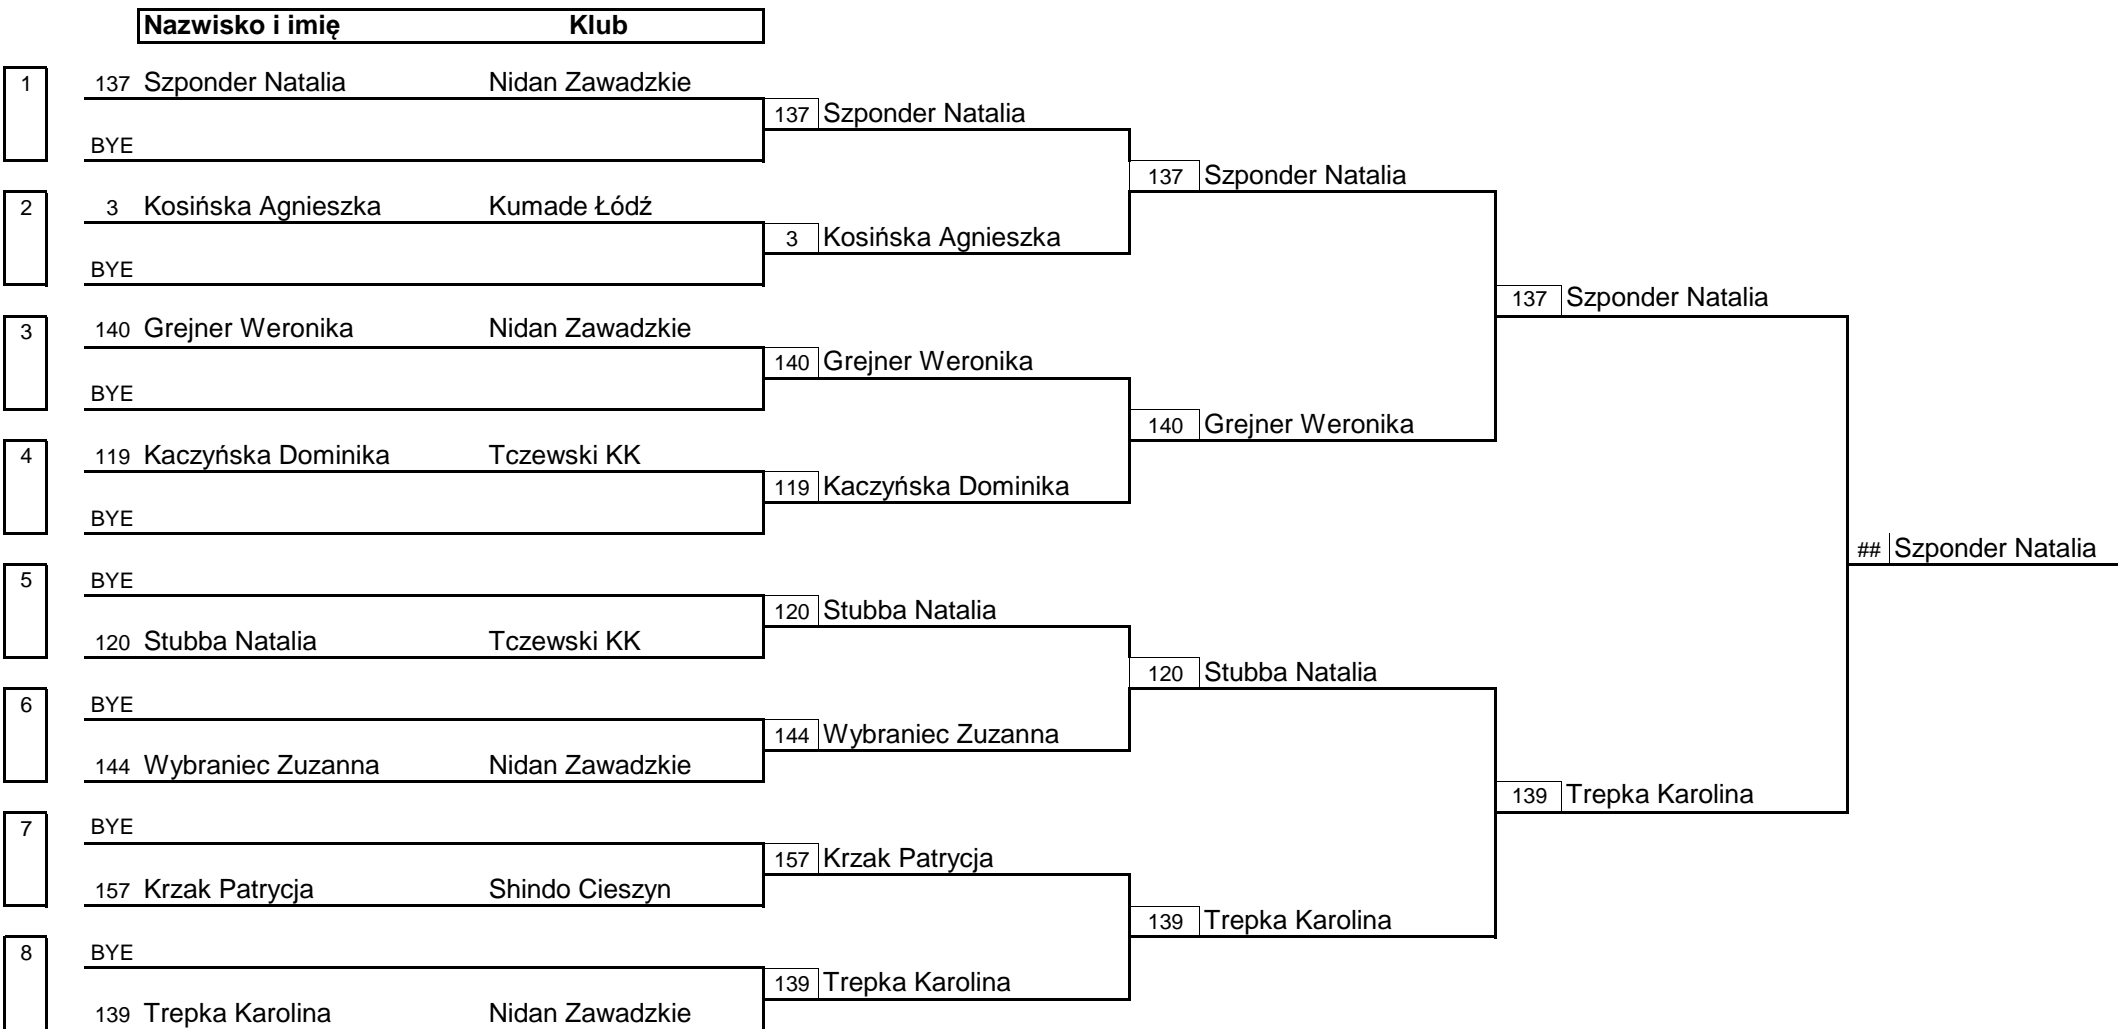 Nazwisko i imię Klub
1 137 Szponder Natalia Nidan Zawadzkie
137 Szponder Natalia
BYE
137 Szponder Natalia
2 3 Kosińska Agnieszka Kumade Łódź
3 Kosińska Agnieszka
BYE
137 Szponder Natalia
3 140 Grejner Weronika Nidan Zawadzkie
140 Grejner Weronika
BYE
140 Grejner Weronika
4 119 Kaczyńska Dominika Tczewski KK
119 Kaczyńska Dominika
BYE
## Szponder Natalia
5 BYE
120 Stubba Natalia
120 Stubba Natalia Tczewski KK
120 Stubba Natalia
6 BYE
144 Wybraniec Zuzanna
144 Wybraniec Zuzanna Nidan Zawadzkie
139 Trepka Karolina
7 BYE
157 Krzak Patrycja
157 Krzak Patrycja Shindo Cieszyn
139 Trepka Karolina
8 BYE
139 Trepka Karolina
139 Trepka Karolina Nidan Zawadzkie